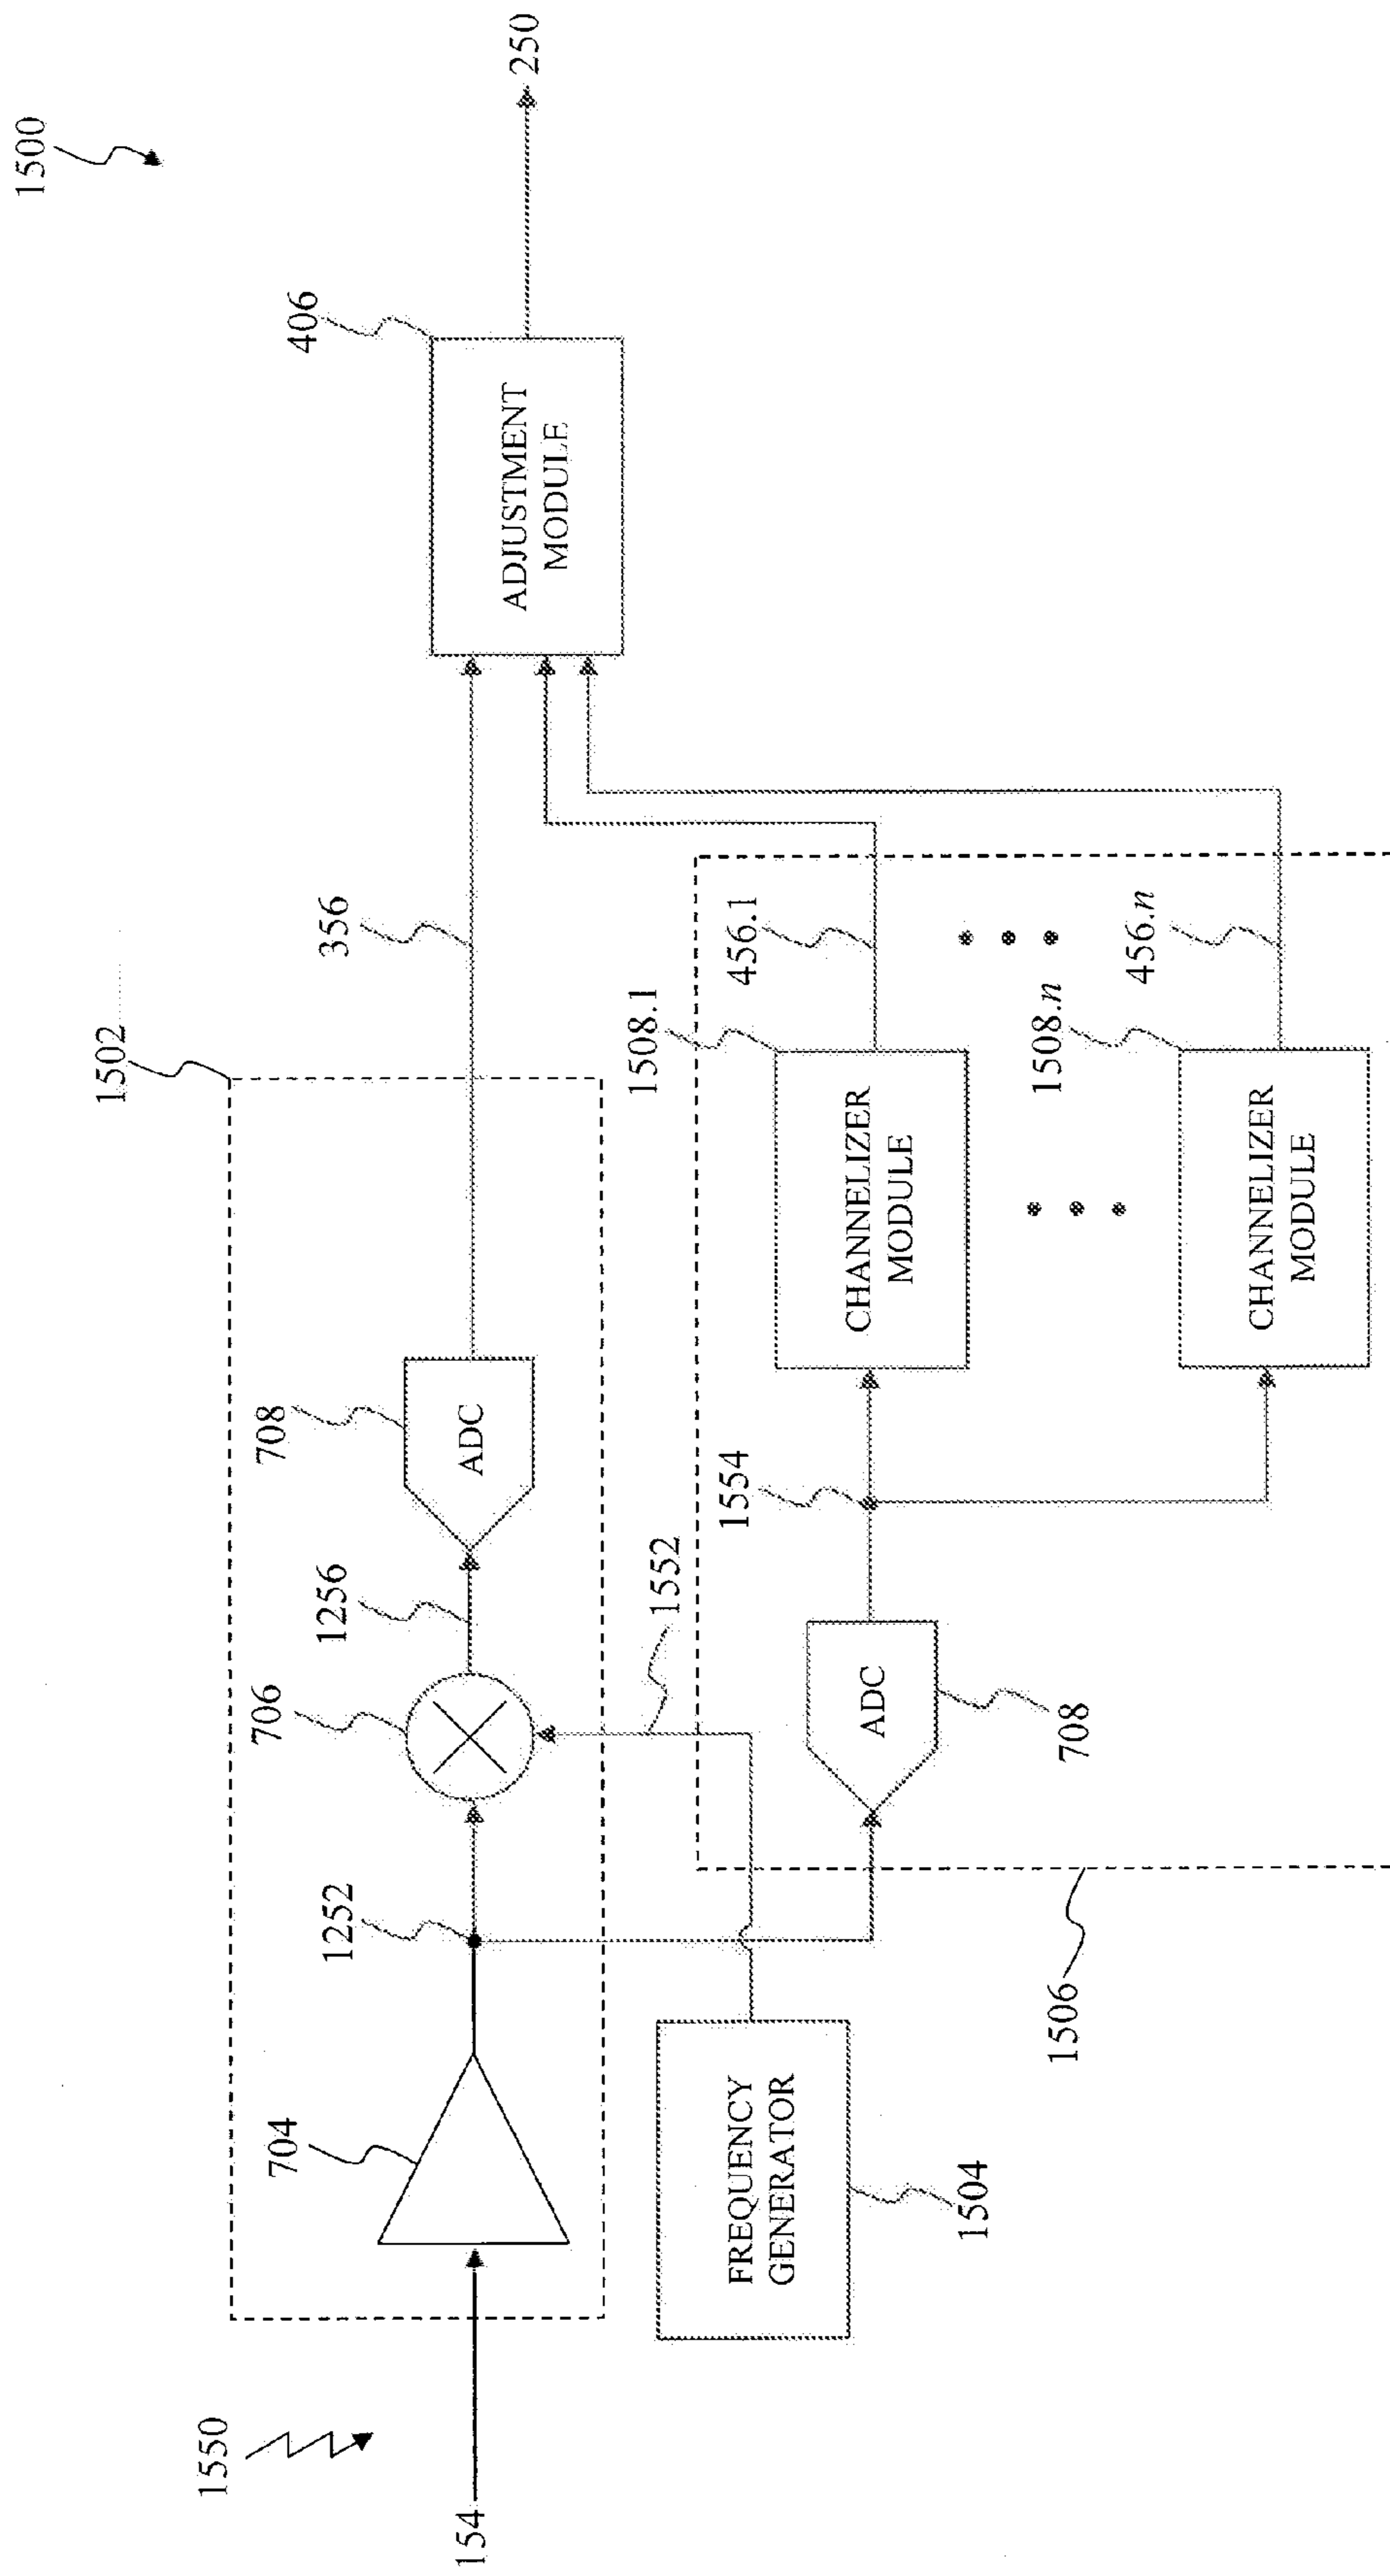 1500
1550
154
1502
704
1252
706
1256
708
ADC
356
406
ADJUSTMENT
MODULE
250
FREQUENCY
GENERATOR
1504
1552
1506
ADC
708
1554
1508.1
CHANNELIZER
MODULE
456.1
1508.n
CHANNELIZER
MODULE
456.n